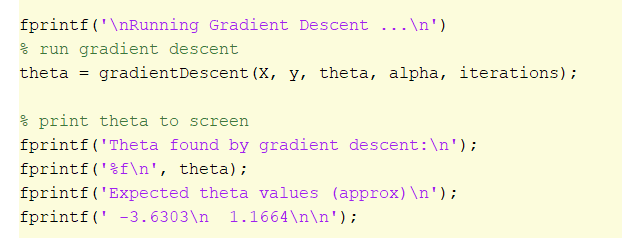 fprintf('\nRunning Gradient Descent ...\n')
% run gradient descent
theta = gradientDescent(X, y, theta, alpha, iterations);
% print theta to screen
fprintf('Theta found by gradient descent:\n');
fprintf('%f\n', theta);
fprintf('Expected theta values (approx)\n');
fprintf(' -3.6303\n  1.1664\n\n');